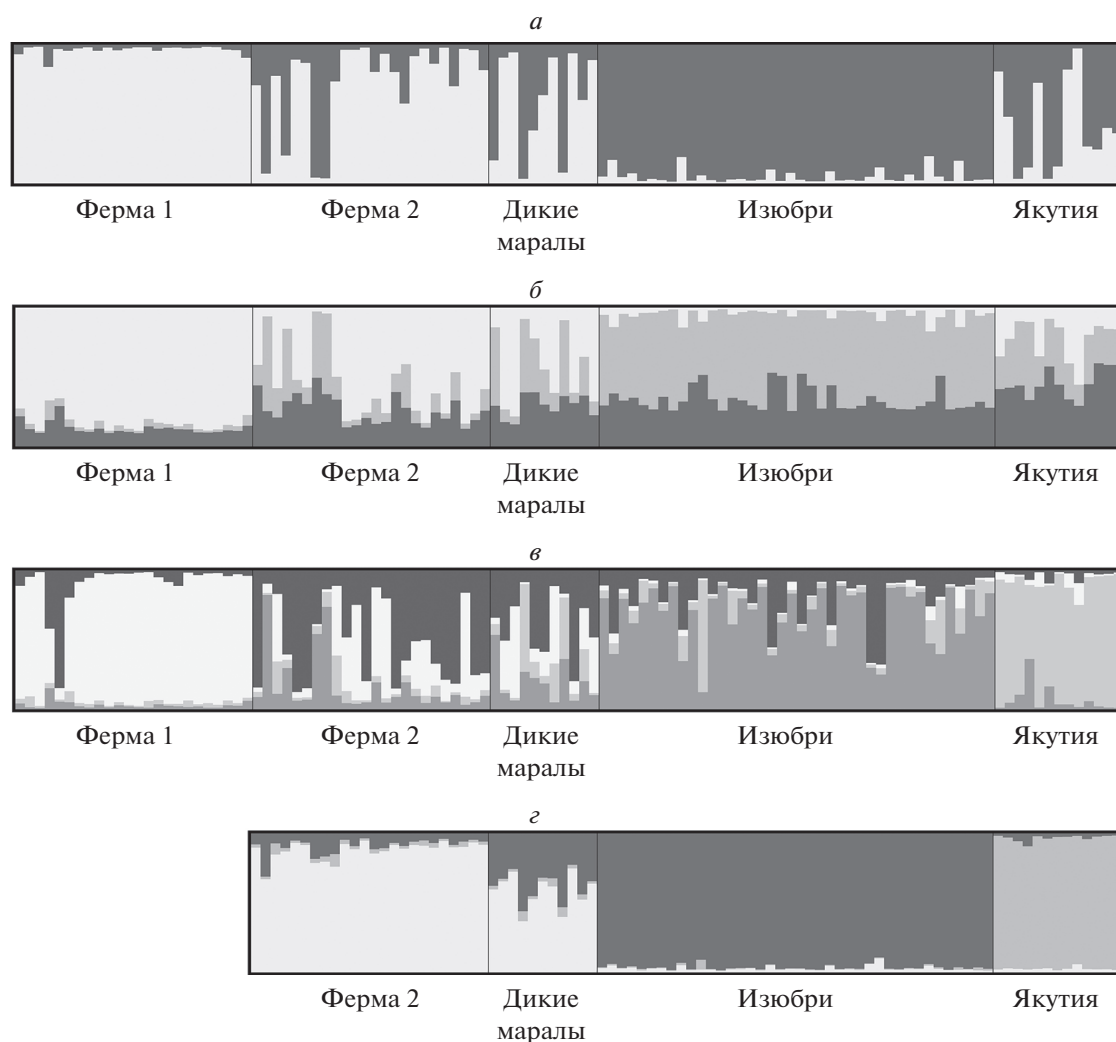 а
Ферма 1 Ферма 2 Дикие Изюбри Якутия
маралы
б
Ферма 1 Ферма 2 Дикие Изюбри Якутия
маралы
в
Ферма 1 Ферма 2 Дикие Изюбри Якутия
маралы
г
Ферма 2 Дикие Изюбри Якутия
маралы